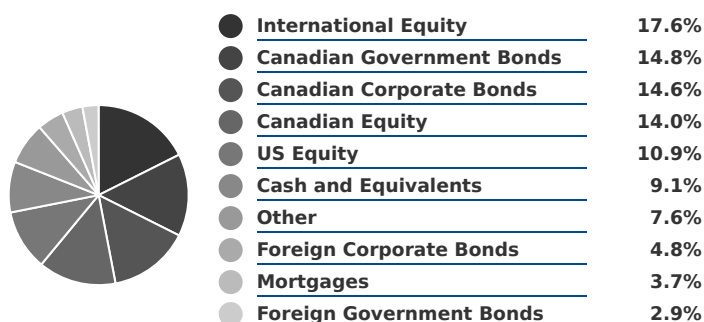 International Equity 17.6%
Canadian Government Bonds 14.8%
Canadian Corporate Bonds 14.6%
Canadian Equity 14.0%
US Equity 10.9%
Cash and Equivalents 9.1%
Other 7.6%
Foreign Corporate Bonds 4.8%
Mortgages 3.7%
Foreign Government Bonds 2.9%